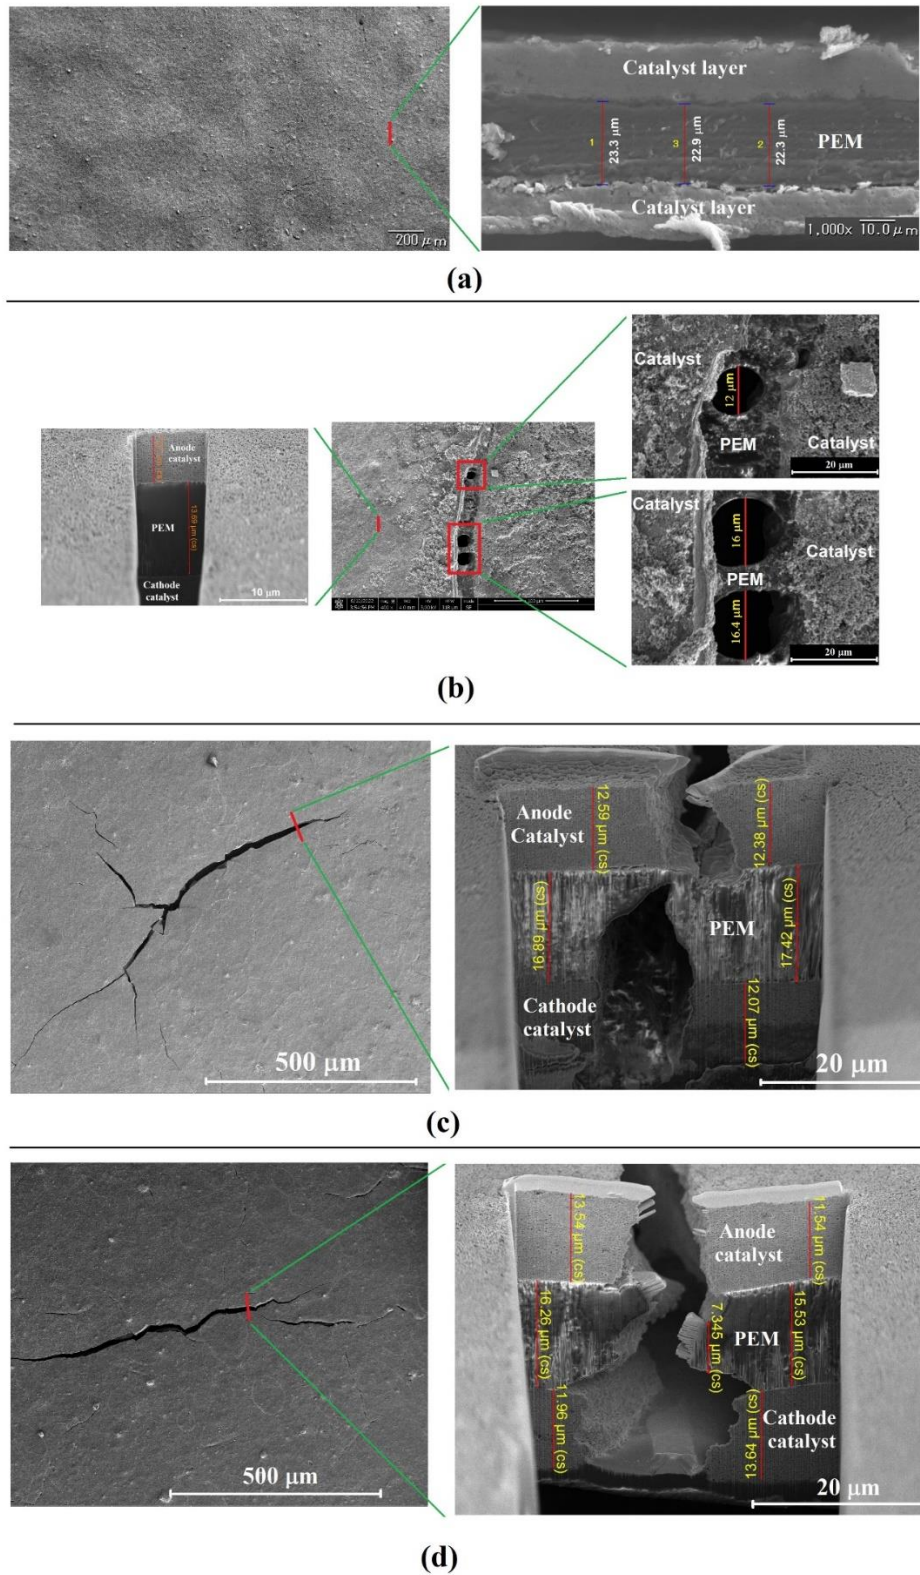 Catalyst layer
1
23.3 μm
3
22.9 μm
2
22.3 μm
PEM
Catalyst layer
200 μm
1,000x 10.0 μm
(a)
Catalyst
12 μm
PEM
Catalyst
20 μm
Anode
catalyst
PEM
13.89 μm (cs)
Cathode
catalyst
10 μm
Catalyst
16 μm
Catalyst
PEM
16.4 μm
20 μm
(b)
Anode
Catalyst
12.59 μm (cs)
12.38 μm (cs)
16.89 μm (cs)
PEM
17.42 μm (cs)
Cathode
catalyst
12.07 μm (cs)
500 μm
20 μm
(c)
13.54 μm (cs)
Anode
catalyst
11.54 μm (cs)
16.26 μm (cs)
7.345 μm (cs)
PEM
15.53 μm (cs)
11.96 μm (cs)
Cathode
catalyst
13.64 μm (cs)
500 μm
20 μm
(d)